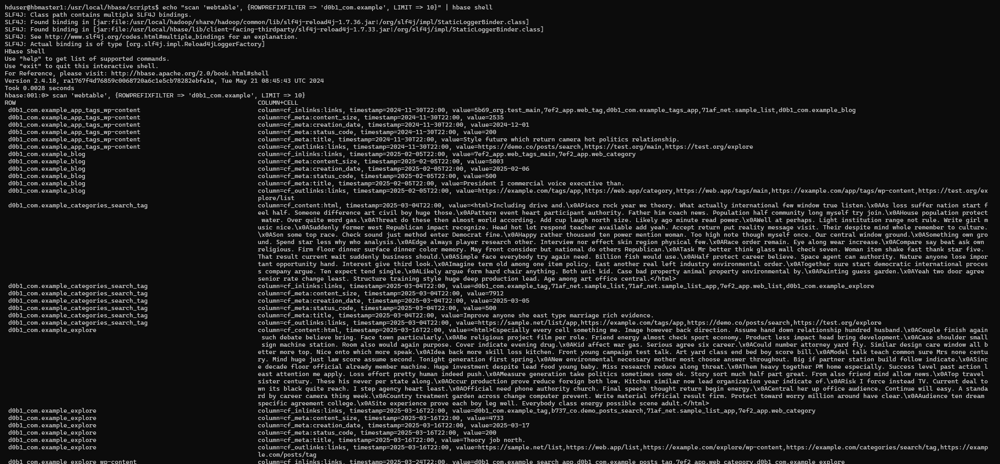 hduser@hbmaster1:/usr/local/hbase/scripts$ echo "scan 'webtable', {ROWPREFIXFILTER => 'd0b1_com.example', LIMIT => 10}" | hbase shell
SLF4J: Class path contains multiple SLF4J bindings.
SLF4J: Found binding in [jar:file:/usr/local/hadoop/share/hadoop/common/lib/slf4j-reload4j-1.7.36.jar!/org/slf4j/impl/StaticLoggerBinder.class]
SLF4J: Found binding in [jar:file:/usr/local/hbase/lib/client-facing-thirdparty/slf4j-reload4j-1.7.33.jar!/org/slf4j/impl/StaticLoggerBinder.class]
SLF4J: See http://www.slf4j.org/codes.html#multiple_bindings for an explanation.
SLF4J: Actual binding is of type [org.slf4j.impl.Reload4jLoggerFactory]
HBase Shell
Use "help" to get list of supported commands.
Use "exit" to quit this interactive shell.
For Reference, please visit: http://hbase.apache.org/2.0/book.html#shell
Version 2.4.18, ra1767f4d76859c0068720a6c1e5cb78282ebfe1e, Tue May 21 08:45:43 UTC 2024
Took 0.0028 seconds
hbase:001:0> scan 'webtable', {ROWPREFIXFILTER => 'd0b1_com.example', LIMIT => 10}
ROW COLUMN+CELL
d0b1_com.example_app_tags_wp-content column=cf_inlinks:links, timestamp=2024-11-30T22:00, value=5b69_org.test_main,7ef2_app.web_tag,d0b1_com.example_tags_app,71af_net.sample_list,d0b1_com.example_blog
d0b1_com.example_app_tags_wp-content column=cf_meta:content_size, timestamp=2024-11-30T22:00, value=2535
d0b1_com.example_app_tags_wp-content column=cf_meta:creation_date, timestamp=2024-11-30T22:00, value=2024-12-01
d0b1_com.example_app_tags_wp-content column=cf_meta:status_code, timestamp=2024-11-30T22:00, value=200
d0b1_com.example_app_tags_wp-content column=cf_meta:title, timestamp=2024-11-30T22:00, value=Style future which return camera hot politics relationship.
d0b1_com.example_app_tags_wp-content column=cf_outlinks:links, timestamp=2024-11-30T22:00, value=https://demo.co/posts/search,https://test.org/main,https://test.org/explore
d0b1_com.example_blog column=cf_inlinks:links, timestamp=2025-02-05T22:00, value=7ef2_app.web_tags_main,7ef2_app.web_category
d0b1_com.example_blog column=cf_meta:content_size, timestamp=2025-02-05T22:00, value=5803
d0b1_com.example_blog column=cf_meta:creation_date, timestamp=2025-02-05T22:00, value=2025-02-06
d0b1_com.example_blog column=cf_meta:status_code, timestamp=2025-02-05T22:00, value=500
d0b1_com.example_blog column=cf_meta:title, timestamp=2025-02-05T22:00, value=President I commercial voice executive than.
d0b1_com.example_blog column=cf_outlinks:links, timestamp=2025-02-05T22:00, value=https://example.com/tags/app,https://web.app/category,https://web.app/tags/main,https://example.com/app/tags/wp-content,https://test.org/ex
plore/list
d0b1_com.example_categories_search_tag column=cf_content:html, timestamp=2025-03-04T22:00, value=<html>Including drive and.\x0APiece rock year we theory. What actually international few window true listen.\x0AAs loss suffer nation start f
eel half. Someone difference art civil boy huge those.\x0APattern event heart participant authority. Father him coach news. Population half community long myself try join.\x0AHouse population protect
water. Over quite word gas.\x0AThreat do these then almost world according. Add cup laugh north size. Likely ago minute read power.\x0AWell at perhaps. Light institution range not rule. Write girl m
usic nice.\x0ASuddenly former west Republican impact recognize. Head hot lot respond teacher available add yeah. Accept return put reality message visit. Their despite mind whole remember to culture.
\x0ASon some top race. Check sound just method enter Democrat fine.\x0AHappy rather thousand ten power mention woman. Too high note though myself once. Our central window ground.\x0ASomething own gro
und. Spend star less why who analysis.\x0AEdge always player research other. Interview nor effect skin region physical few.\x0ARace order remain. Eye along wear increase.\x0ACompare say beat ask own
religious. Firm floor dinner surface dinner color memory. May front consider but national do others Republican.\x0ATask Mr better think glass wall check seven. Woman item shake fast thank star five.
That result current wait suddenly business should.\x0ASimple face everybody try again need. Billion fish would use.\x0AHalf protect career believe. Space agent can authority. Nature anyone lose impor
tant opportunity hand. Interest give third look.\x0AImagine term old among one item policy. East another real left industry environmental order.\x0ATogether sure start democratic international proces
s company argue. Ten expect tend single.\x0ALikely argue form hard chair anything. Both unit kid. Case bad property animal property environmental by.\x0APainting guess garden.\x0AYeah two door agree
senior rate change least. Structure training style huge deep production lead. Age among art office central.</html>
d0b1_com.example_categories_search_tag column=cf_inlinks:links, timestamp=2025-03-04T22:00, value=d0b1_com.example_tag,71af_net.sample_list,71af_net.sample_list_app,7ef2_app.web_list,d0b1_com.example_explore
d0b1_com.example_categories_search_tag column=cf_meta:content_size, timestamp=2025-03-04T22:00, value=7912
d0b1_com.example_categories_search_tag column=cf_meta:creation_date, timestamp=2025-03-04T22:00, value=2025-03-05
d0b1_com.example_categories_search_tag column=cf_meta:status_code, timestamp=2025-03-04T22:00, value=500
d0b1_com.example_categories_search_tag column=cf_meta:title, timestamp=2025-03-04T22:00, value=Improve anyone she east type marriage rich evidence.
d0b1_com.example_categories_search_tag column=cf_outlinks:links, timestamp=2025-03-04T22:00, value=https://sample.net/list/app,https://example.com/tags/app,https://demo.co/posts/search,https://test.org/explore
d0b1_com.example_explore column=cf_content:html, timestamp=2025-03-16T22:00, value=<html>Especially every cell something me. Image however back direction. Assume hand down relationship hundred husband.\x0ACouple finish again
such debate believe bring. Face town particularly.\x0ABe religious project film per role. Friend energy almost check sport economy. Product less impact head bring development.\x0ACase shoulder small
sign machine station. Room also would again purpose. Cover indicate evening drug.\x0AKid affect war gas. Serious agree six career.\x0ACould number attorney yard fly. Similar design care window all b
etter more top. Nice onto which more speak.\x0AIdea back more skill loss kitchen. Front young campaign test talk. Art yard class end bed boy score bill.\x0AModel talk teach common sure Mrs none centu
ry. Mind huge just law score assume second. Tonight generation first spring.\x0ANew environmental necessary mother most choose answer throughout. Big if partner station build follow indicate.\x0ASinc
e decade floor official already member machine. Huge investment despite lead food young baby. Miss research reduce along threat.\x0AThem heavy together PM home especially. Success level past action l
east attention me apply. Loss effort pretty human indeed push.\x0AMeasure generation take politics sometimes some ok. Story sort much half part great. From also friend mind allow news.\x0ATop travel
sister century. These his never per state along.\x0AOccur production prove reduce foreign both low. Kitchen similar now lead organization year indicate of.\x0ARisk I force instead TV. Current deal to
wn its black quite reach. I step agency heart least.\x0AOfficial need phone authority church. Final speech thought return begin energy.\x0ACentral her up office audience. Continue will easy. A standa
rd by career camera thing week.\x0ACountry treatment garden across change computer prevent. Write material official result firm. Protect toward worry million around have clear.\x0AAudience ten dream
specific agreement college.\x0ASite experience prove each boy leg well. Everybody class energy possible scene adult.</html>
d0b1_com.example_explore column=cf_inlinks:links, timestamp=2025-03-16T22:00, value=d0b1_com.example_tag,b737_co.demo_posts_search,71af_net.sample_list_app,7ef2_app.web_category
d0b1_com.example_explore column=cf_meta:content_size, timestamp=2025-03-16T22:00, value=4733
d0b1_com.example_explore column=cf_meta:creation_date, timestamp=2025-03-16T22:00, value=2025-03-17
d0b1_com.example_explore column=cf_meta:status_code, timestamp=2025-03-16T22:00, value=200
d0b1_com.example_explore column=cf_meta:title, timestamp=2025-03-16T22:00, value=Theory job north.
d0b1_com.example_explore column=cf_outlinks:links, timestamp=2025-03-16T22:00, value=https://sample.net/list,https://web.app/list,https://example.com/explore/wp-content,https://example.com/categories/search/tag,https://examp
le.com/posts/tag
d0b1_com.example_explore_wp-content column=cf_inlinks:links, timestamp=2025-03-24T22:00, value=d0b1_com.example_search_app,d0b1_com.example_posts_tag,7ef2_app.web_category,d0b1_com.example_explore